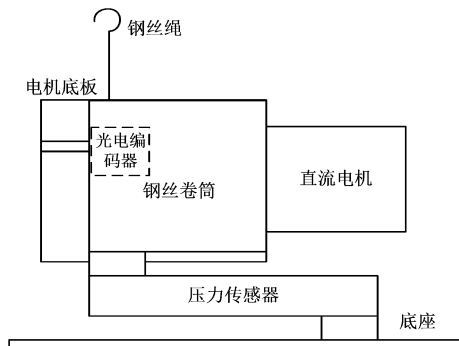 钢丝绳
电机底板
光电编
码器
钢丝卷筒
直流电机
压力传感器
底座